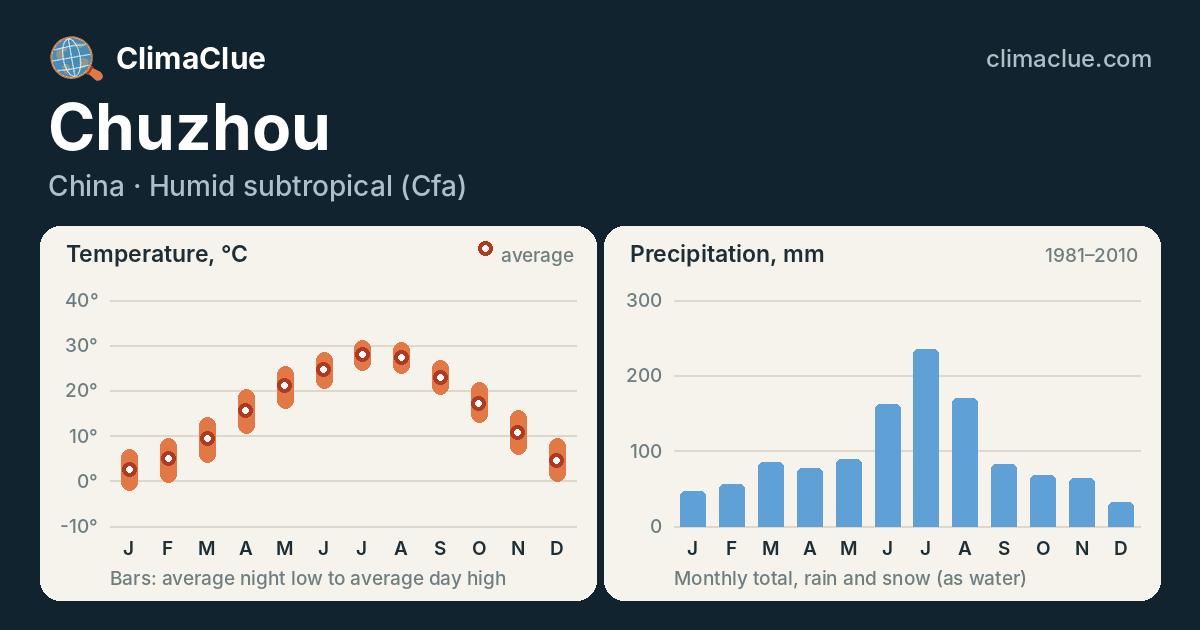 ClimaClue
climaclue.com
Chuzhou
China · Humid subtropical (Cfa)
Temperature, °C
average
40°
30°
20°
10°
0°
-10°
J F M A M J J A S O N D
Bars: average night low to average day high
Precipitation, mm
1981–2010
300
200
100
0
J F M A M J J A S O N D
Monthly total, rain and snow (as water)